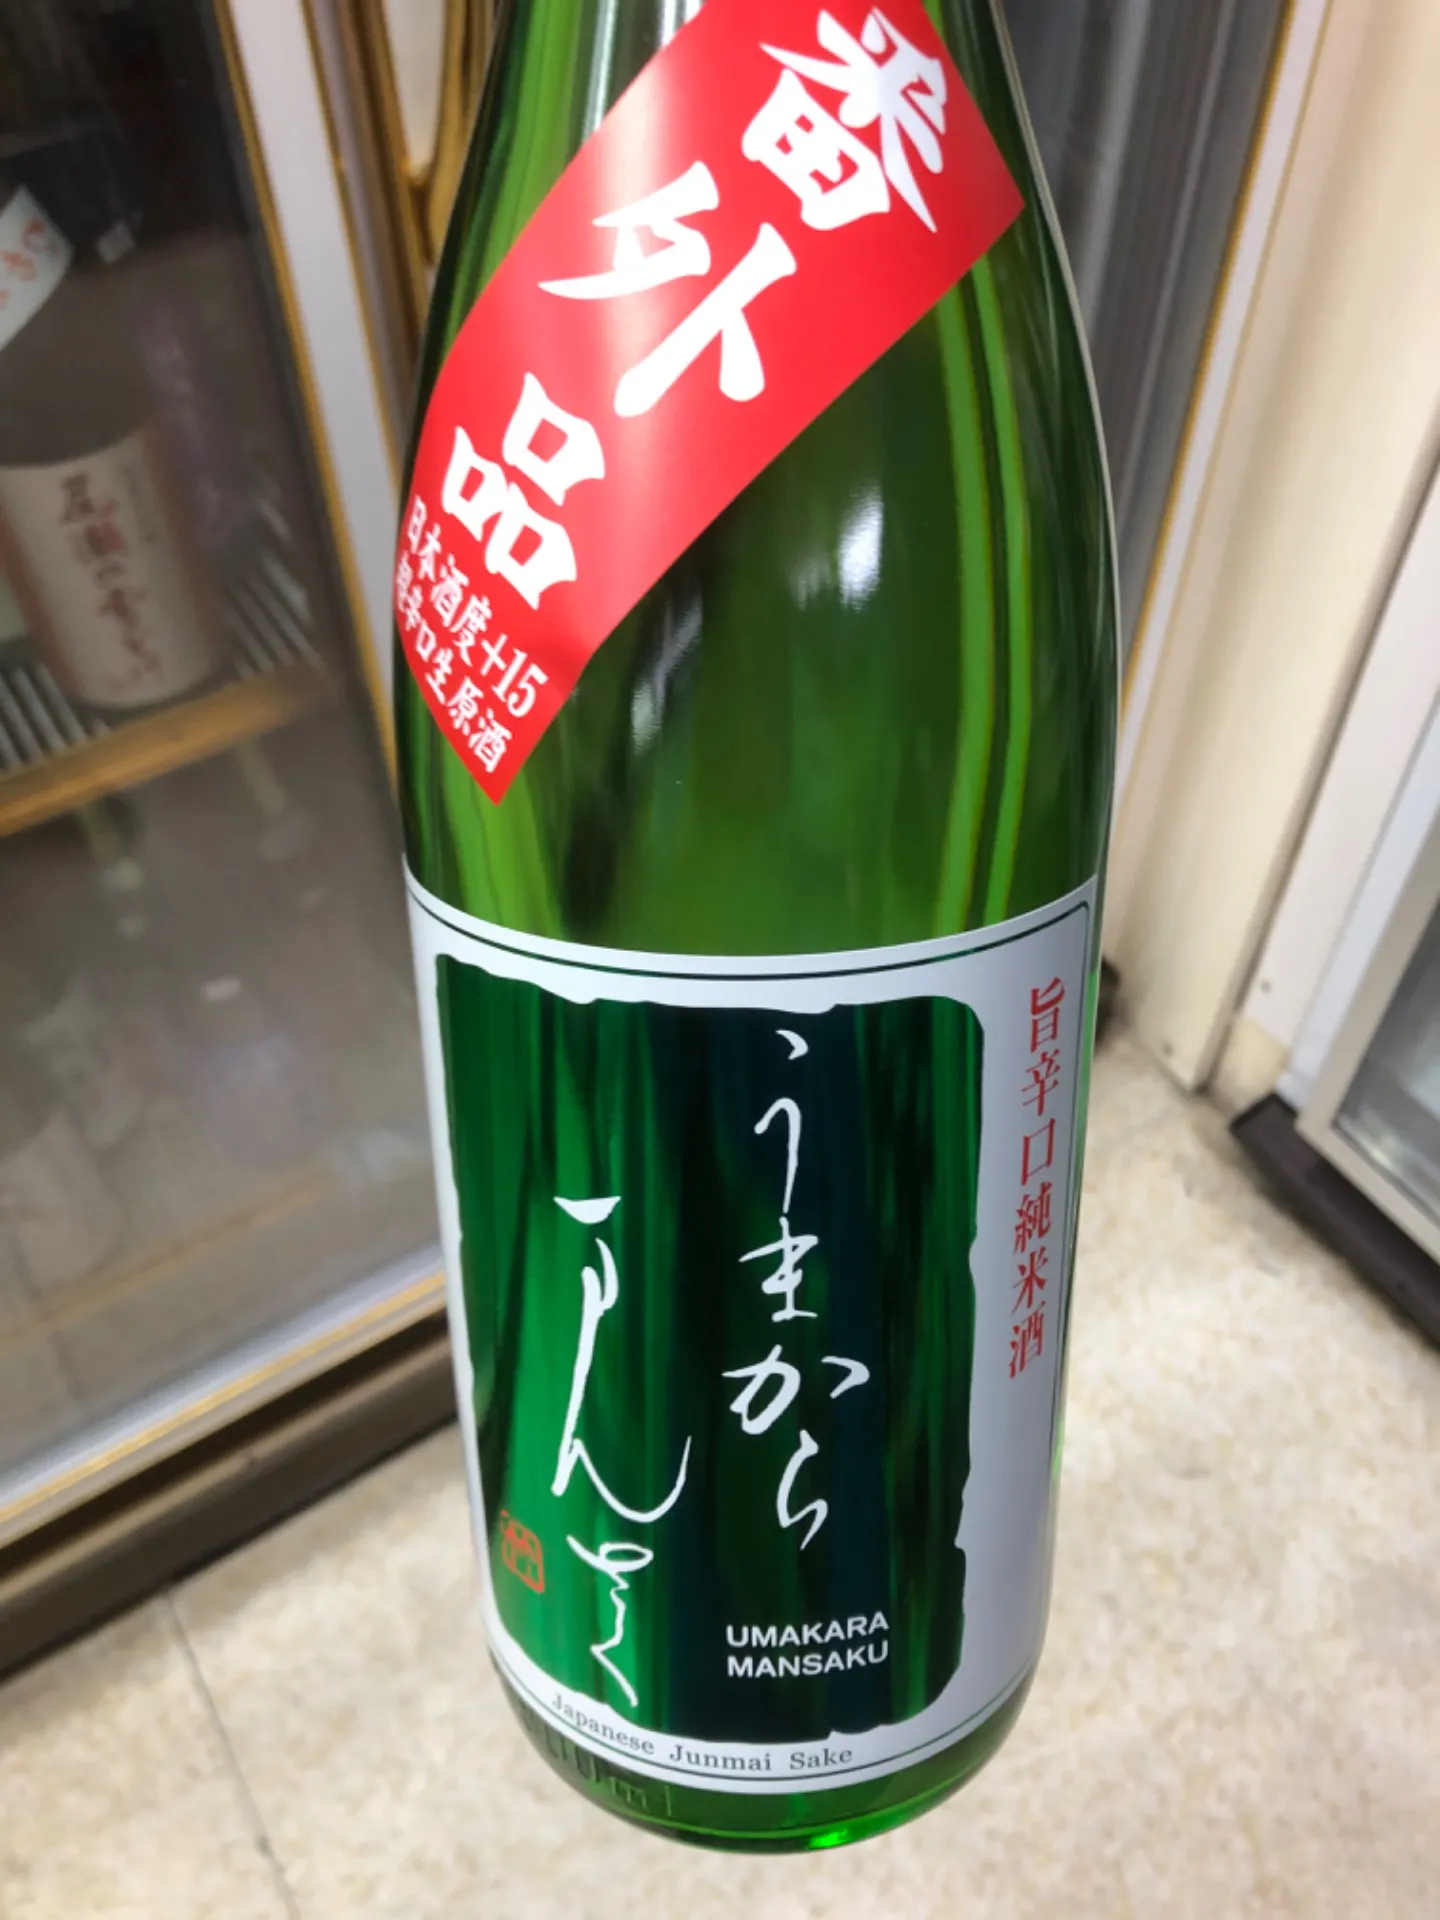 番外品
日本酒度+15
超辛口生原酒
旨辛口純米酒
うまから
まんさく
UMAKARA
MANSAKU
Japanese Junmai Sake